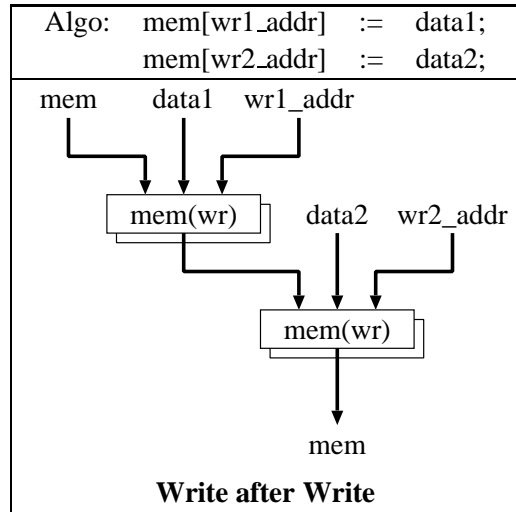 Algo: mem[wr1_addr] := data1;
mem[wr2_addr] := data2;
mem data1 wr1_addr
mem(wr)
data2 wr2_addr
mem(wr)
mem
Write after Write